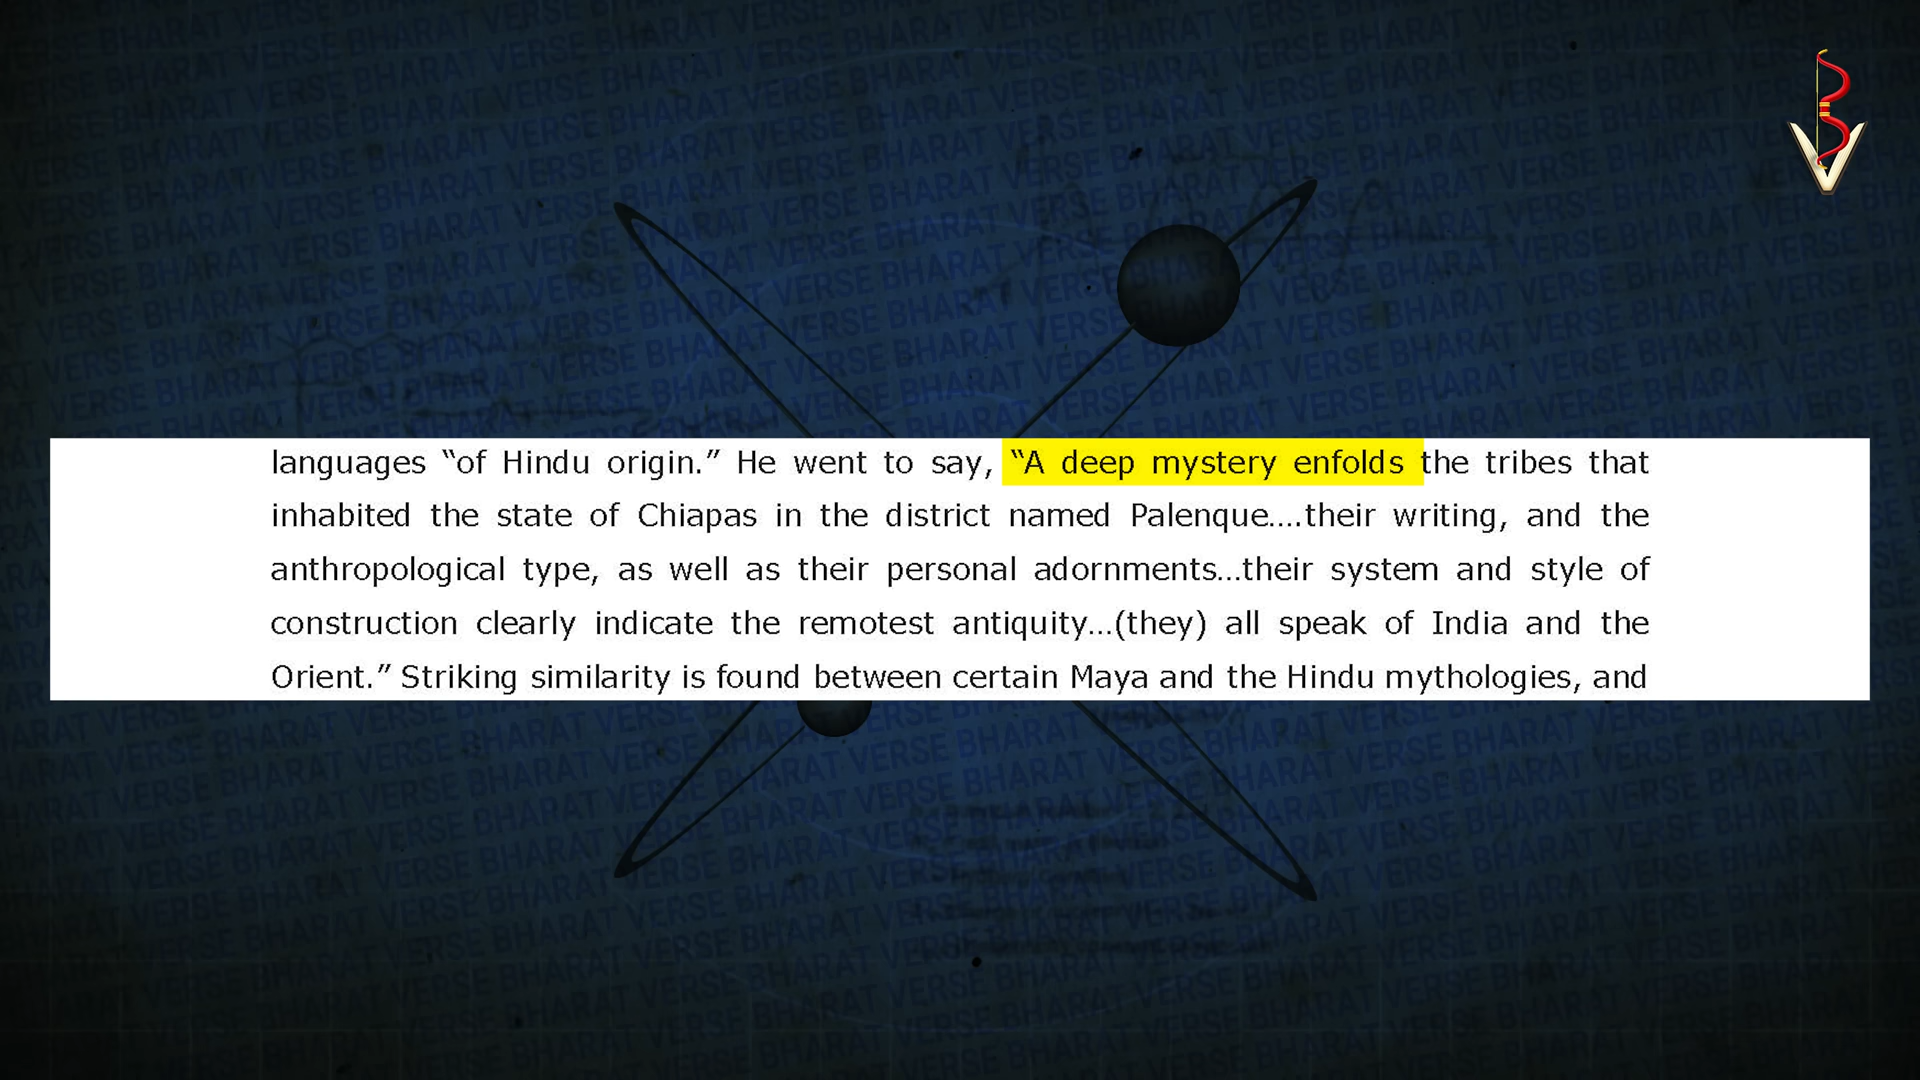 languages “of Hindu origin.” He went to say, “A deep mystery enfolds the tribes that
inhabited the state of Chiapas in the district named Palenque....their writing, and the
anthropological type, as well as their personal adornments...their system and style of
construction clearly indicate the remotest antiquity...(they) all speak of India and the
Orient.” Striking similarity is found between certain Maya and the Hindu mythologies, and